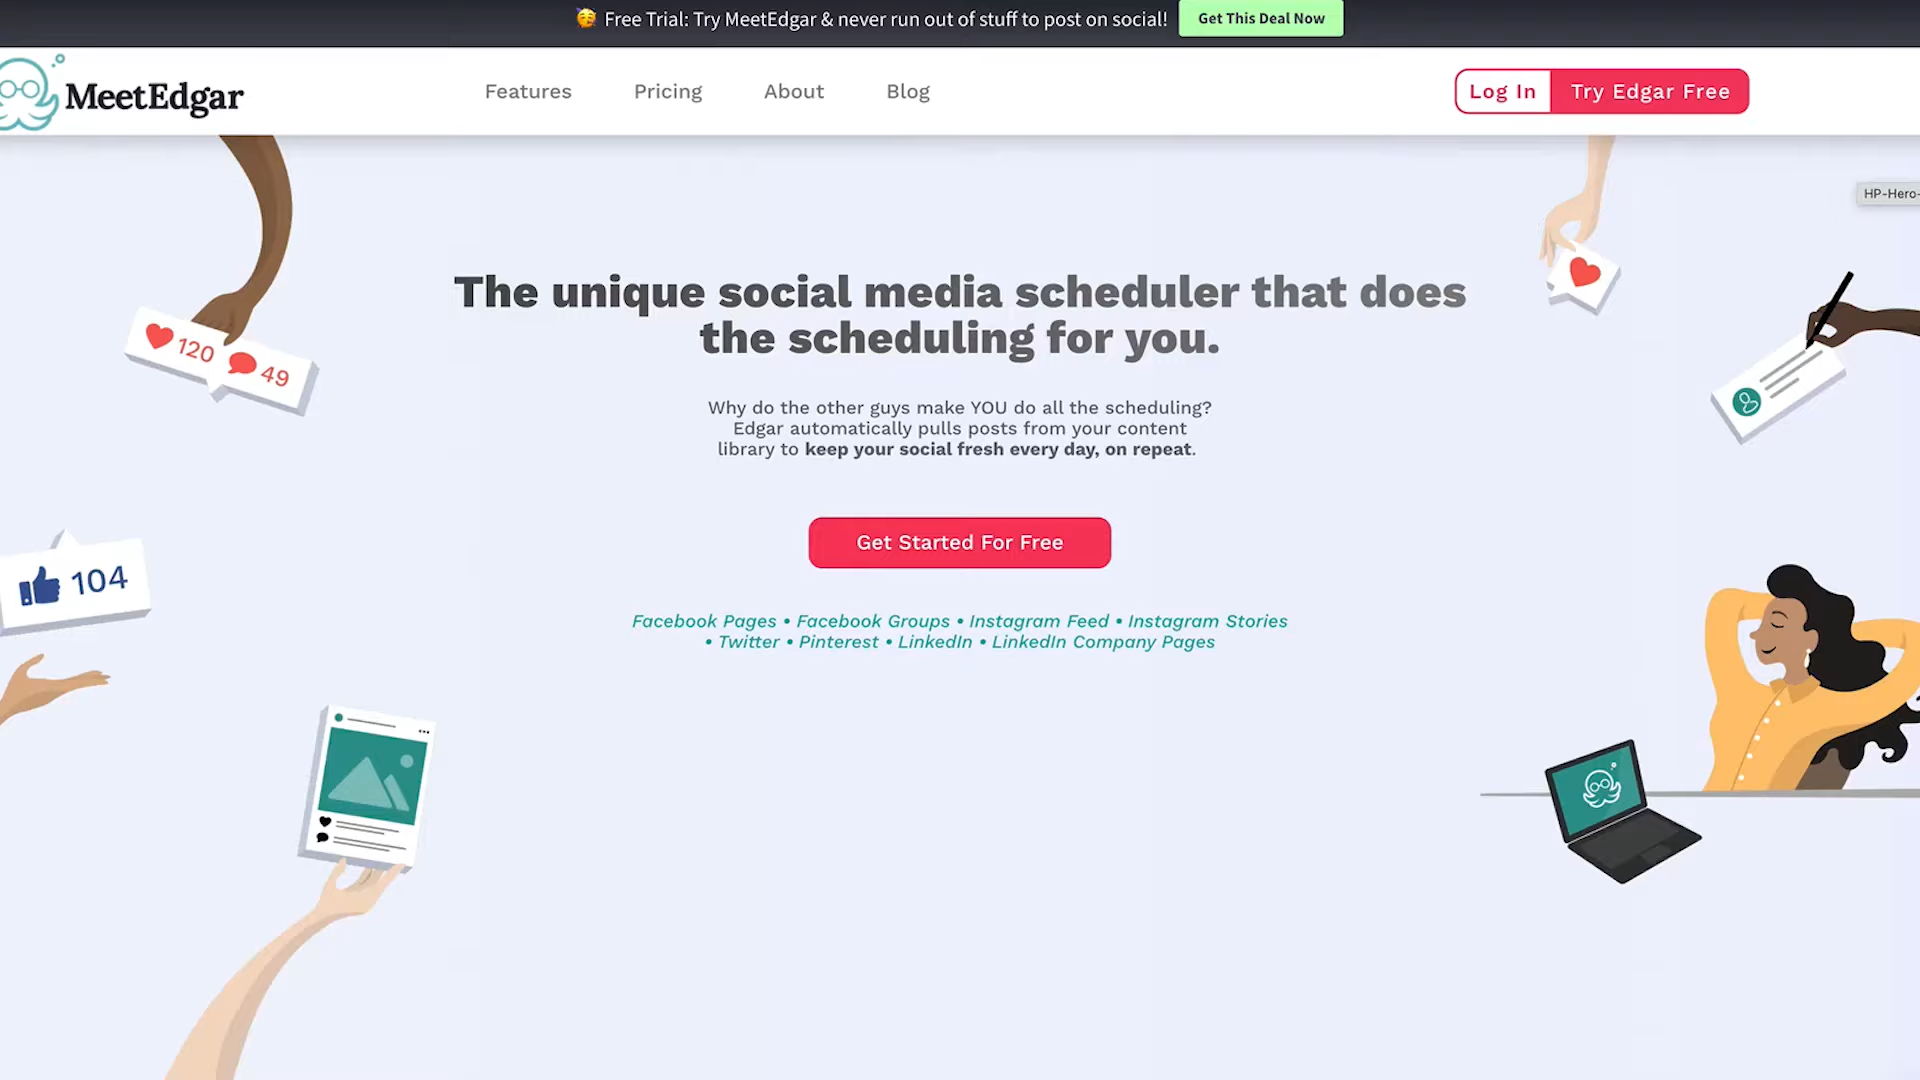 Free Trial: Try MeetEdgar & never run out of stuff to post on social!
Get This Deal Now
MeetEdgar
Features
Pricing
About
Blog
Log In
Try Edgar Free
HP-Hero-
120
49
The unique social media scheduler that does
the scheduling for you.
Why do the other guys make YOU do all the scheduling?
Edgar automatically pulls posts from your content
library to keep your social fresh every day, on repeat.
Get Started For Free
104
Facebook Pages • Facebook Groups • Instagram Feed • Instagram Stories
• Twitter • Pinterest • LinkedIn • LinkedIn Company Pages